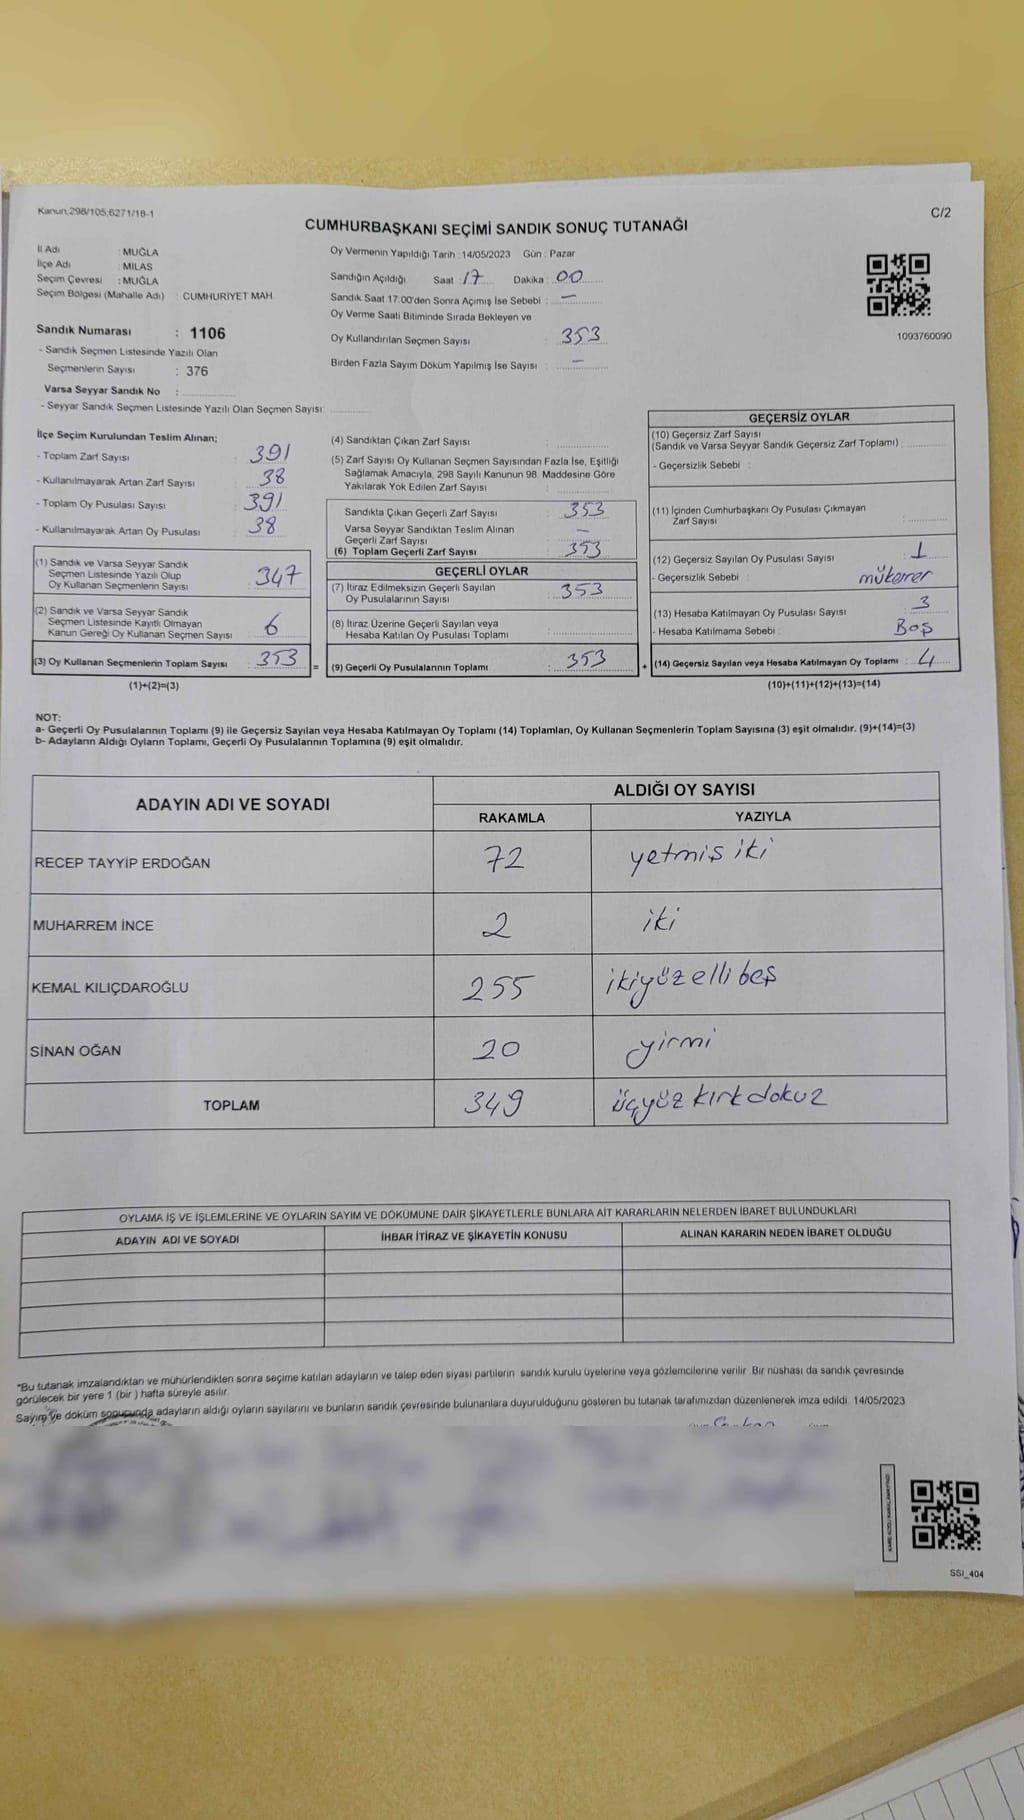 Kanun;298/105;6271/18-1
C/2
CUMHURBAŞKANI SEÇİMİ SANDIK SONUÇ TUTANAĞI
İl Adı : MUĞLA
İlçe Adı : MİLAS
Seçim Çevresi : MUĞLA
Seçim Bölgesi (Mahalle Adı) : CUMHURİYET MAH.
Sandık Numarası : 1106
- Sandık Seçmen Listesinde Yazılı Olan
Seçmenlerin Sayısı : 376
Varsa Seyyar Sandık No :
- Seyyar Sandık Seçmen Listesinde Yazılı Olan Seçmen Sayısı:
Oy Vermenin Yapıldığı Tarih : 14/05/2023 Gün : Pazar
Sandığın Açıldığı Saat : 17 Dakika : 00
Sandık Saat 17:00'den Sonra Açımış İse Sebebi : —
Oy Verme Saati Bitiminde Sırada Bekleyen ve
Oy Kullandırılan Seçmen Sayısı : 353
Birden Fazla Sayım Döküm Yapılmış İse Sayısı : —
1093760090
İlçe Seçim Kurulundan Teslim Alınan;
- Toplam Zarf Sayısı : 391
- Kullanılmayarak Artan Zarf Sayısı : 38
- Toplam Oy Pusulası Sayısı : 391
- Kullanılmayarak Artan Oy Pusulası : 38
(1) Sandık ve Varsa Seyyar Sandık
Seçmen Listesinde Yazılı Olup
Oy Kullanan Seçmenlerin Sayısı : 347
(2) Sandık ve Varsa Seyyar Sandık
Seçmen Listesinde Kayıtlı Olmayan
Kanun Gereği Oy Kullanan Seçmen Sayısı : 6
(3) Oy Kullanan Seçmenlerin Toplam Sayısı : 353 =
(1)+(2)=(3)
(4) Sandıktan Çıkan Zarf Sayısı :
(5) Zarf Sayısı Oy Kullanan Seçmen Sayısından Fazla İse, Eşitliği
Sağlamak Amacıyla, 298 Sayılı Kanunun 98. Maddesine Göre
Yakılarak Yok Edilen Zarf Sayısı :
Sandıkta Çıkan Geçerli Zarf Sayısı : 353
Varsa Seyyar Sandıktan Teslim Alınan
Geçerli Zarf Sayısı : —
(6) Toplam Geçerli Zarf Sayısı : 353
GEÇERLİ OYLAR
(7) İtiraz Edilmeksizin Geçerli Sayılan
Oy Pusulalarının Sayısı : 353
(8) İtiraz Üzerine Geçerli Sayılan veya
Hesaba Katılan Oy Pusulası Toplamı :
(9) Geçerli Oy Pusulalarının Toplamı : 353 +
GEÇERSİZ OYLAR
(10) Geçersiz Zarf Sayısı
(Sandık ve Varsa Seyyar Sandık Geçersiz Zarf Toplamı) :
- Geçersizlik Sebebi :
(11) İçinden Cumhurbaşkanı Oy Pusulası Çıkmayan
Zarf Sayısı :
(12) Geçersiz Sayılan Oy Pusulası Sayısı : 1
- Geçersizlik Sebebi : mükerrer
(13) Hesaba Katılmayan Oy Pusulası Sayısı : 3
- Hesaba Katılmama Sebebi : Boş
(14) Geçersiz Sayılan veya Hesaba Katılmayan Oy Toplamı : 4
(10)+(11)+(12)+(13)=(14)
NOT:
a- Geçerli Oy Pusulalarının Toplamı (9) ile Geçersiz Sayılan veya Hesaba Katılmayan Oy Toplamı (14) Toplamları, Oy Kullanan Seçmenlerin Toplam Sayısına (3) eşit olmalıdır. (9)+(14)=(3)
b- Adayların Aldığı Oyların Toplamı, Geçerli Oy Pusulalarının Toplamına (9) eşit olmalıdır.
ADAYIN ADI VE SOYADI
ALDIĞI OY SAYISI
RAKAMLA YAZIYLA
RECEP TAYYİP ERDOĞAN 72 yetmiş iki
MUHARREM İNCE 2 iki
KEMAL KILIÇDAROĞLU 255 ikiyüz elli beş
SİNAN OĞAN 20 yirmi
TOPLAM 349 üçyüz kırk dokuz
OYLAMA İŞ VE İŞLEMLERİNE VE OYLARIN SAYIM VE DÖKÜMÜNE DAİR ŞİKAYETLERLE BUNLARA AİT KARARLARIN NELERDEN İBARET BULUNDUKLARI
ADAYIN ADI VE SOYADI İHBAR İTİRAZ VE ŞİKAYETİN KONUSU ALINAN KARARIN NEDEN İBARET OLDUĞU
*Bu tutanak imzalandıktan ve mühürlendikten sonra seçime katılan adayların ve talep eden siyasi partilerin sandık kurulu üyelerine veya gözlemcilerine verilir. Bir nüshası da sandık çevresinde
görülecek bir yere 1 (bir ) hafta süreyle asılır.
Sayım ve döküm sonucunda adayların aldığı oyların sayılarını ve bunların sandık çevresinde bulunanlara duyurulduğunu gösteren bu tutanak tarafımızdan düzenlenerek imza edildi. 14/05/2023
SSI_404